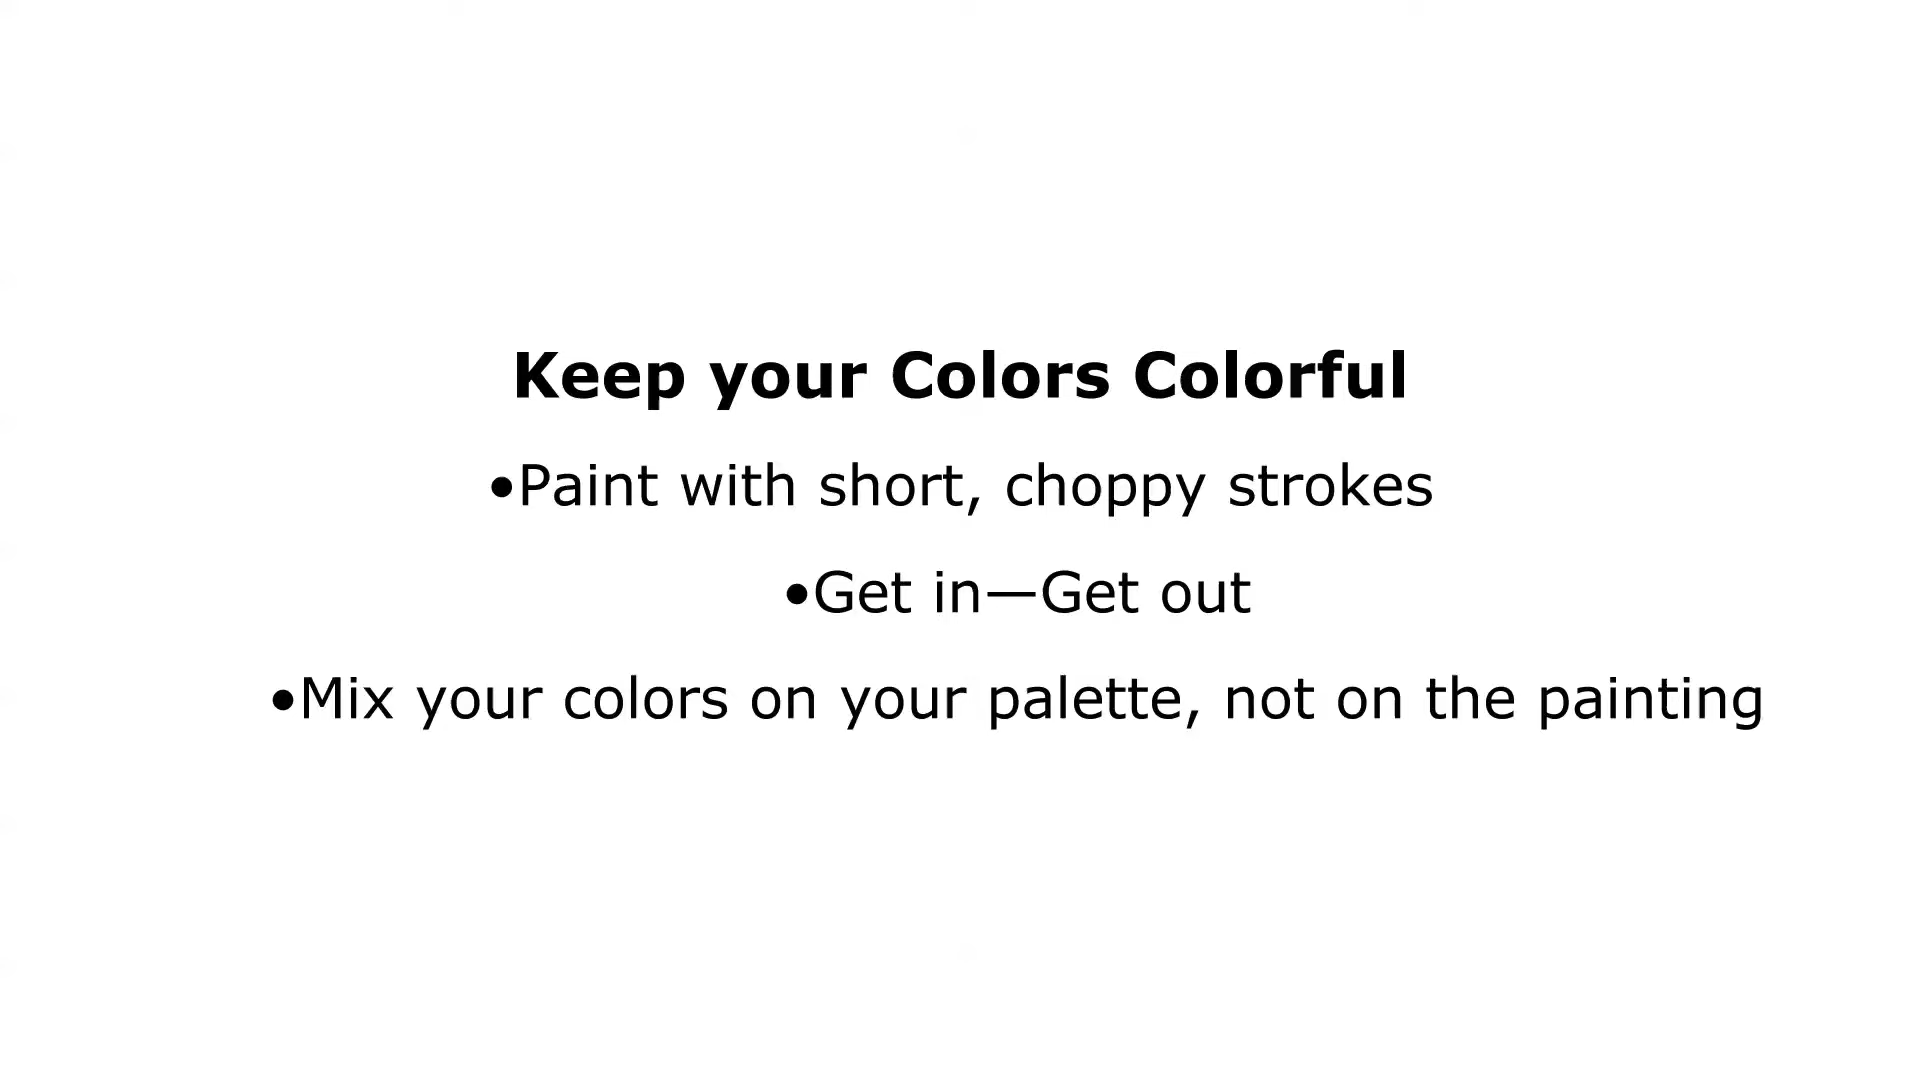 Keep your Colors Colorful
•Paint with short, choppy strokes
•Get in—Get out
•Mix your colors on your palette, not on the painting